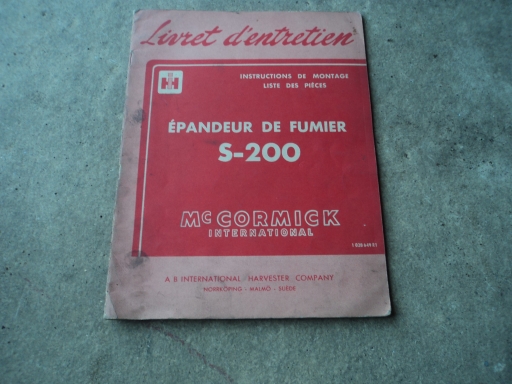 Livret d'entretien
INSTRUCTIONS DE MONTAGE
LISTE DES PIÈCES
ÉPANDEUR DE FUMIER
S-200
McCORMICK
INTERNATIONAL
A B INTERNATIONAL HARVESTER COMPANY
NORRKÖPING - MALMÖ - SUÈDE